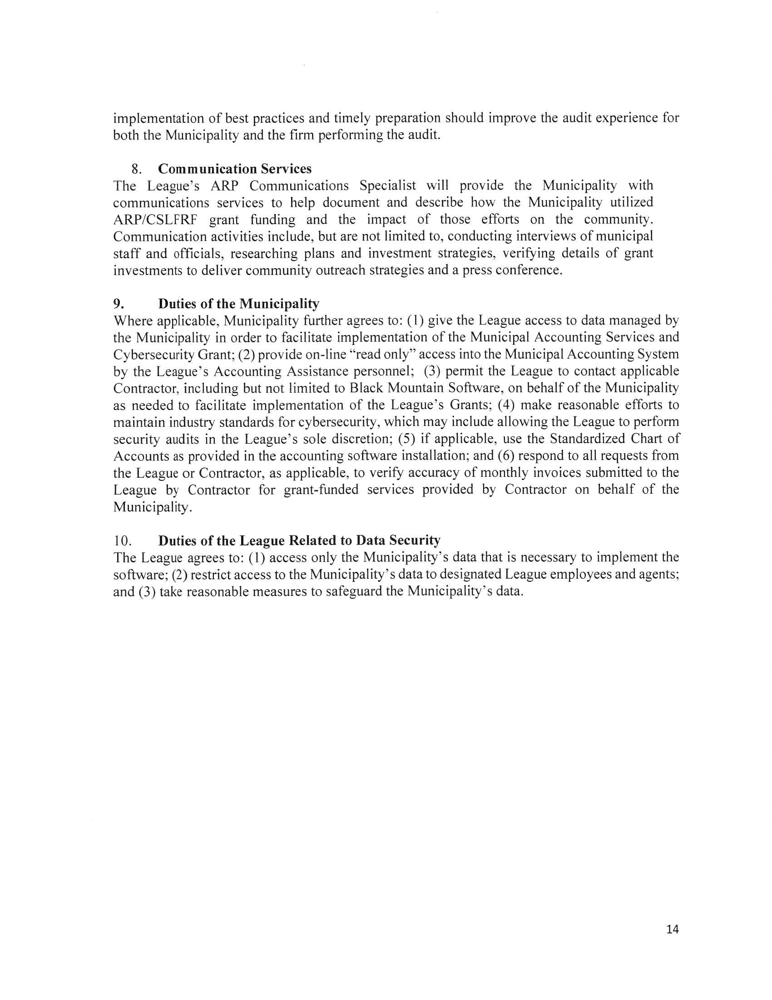 implementation of best practices and timely preparation should improve the audit experience for
both the Municipality and the firm performing the audit.
8. Communication Services
The League's ARP Communications Specialist will provide the Municipality with
communications services to help document and describe how the Municipality utilized
ARP/CSLFRF grant funding and the impact of those efforts on the community.
Communication activities include, but are not limited to, conducting interviews of municipal
staff and officials, researching plans and investment strategies, verifying details of grant
investments to deliver community outreach strategies and a press conference.
9. Duties of the Municipality
Where applicable, Municipality further agrees to: (1) give the League access to data managed by
the Municipality in order to facilitate implementation of the Municipal Accounting Services and
Cybersecurity Grant; (2) provide on-line “read only” access into the Municipal Accounting System
by the League's Accounting Assistance personnel; (3) permit the League to contact applicable
Contractor, including but not limited to Black Mountain Software, on behalf of the Municipality
as needed to facilitate implementation of the League's Grants; (4) make reasonable efforts to
maintain industry standards for cybersecurity, which may include allowing the League to perform
security audits in the League's sole discretion; (5) if applicable, use the Standardized Chart of
Accounts as provided in the accounting software installation; and (6) respond to all requests from
the League or Contractor, as applicable, to verify accuracy of monthly invoices submitted to the
League by Contractor for grant-funded services provided by Contractor on behalf of the
Municipality.
10. Duties of the League Related to Data Security
The League agrees to: (1) access only the Municipality's data that is necessary to implement the
software; (2) restrict access to the Municipality's data to designated League employees and agents;
and (3) take reasonable measures to safeguard the Municipality's data.
14